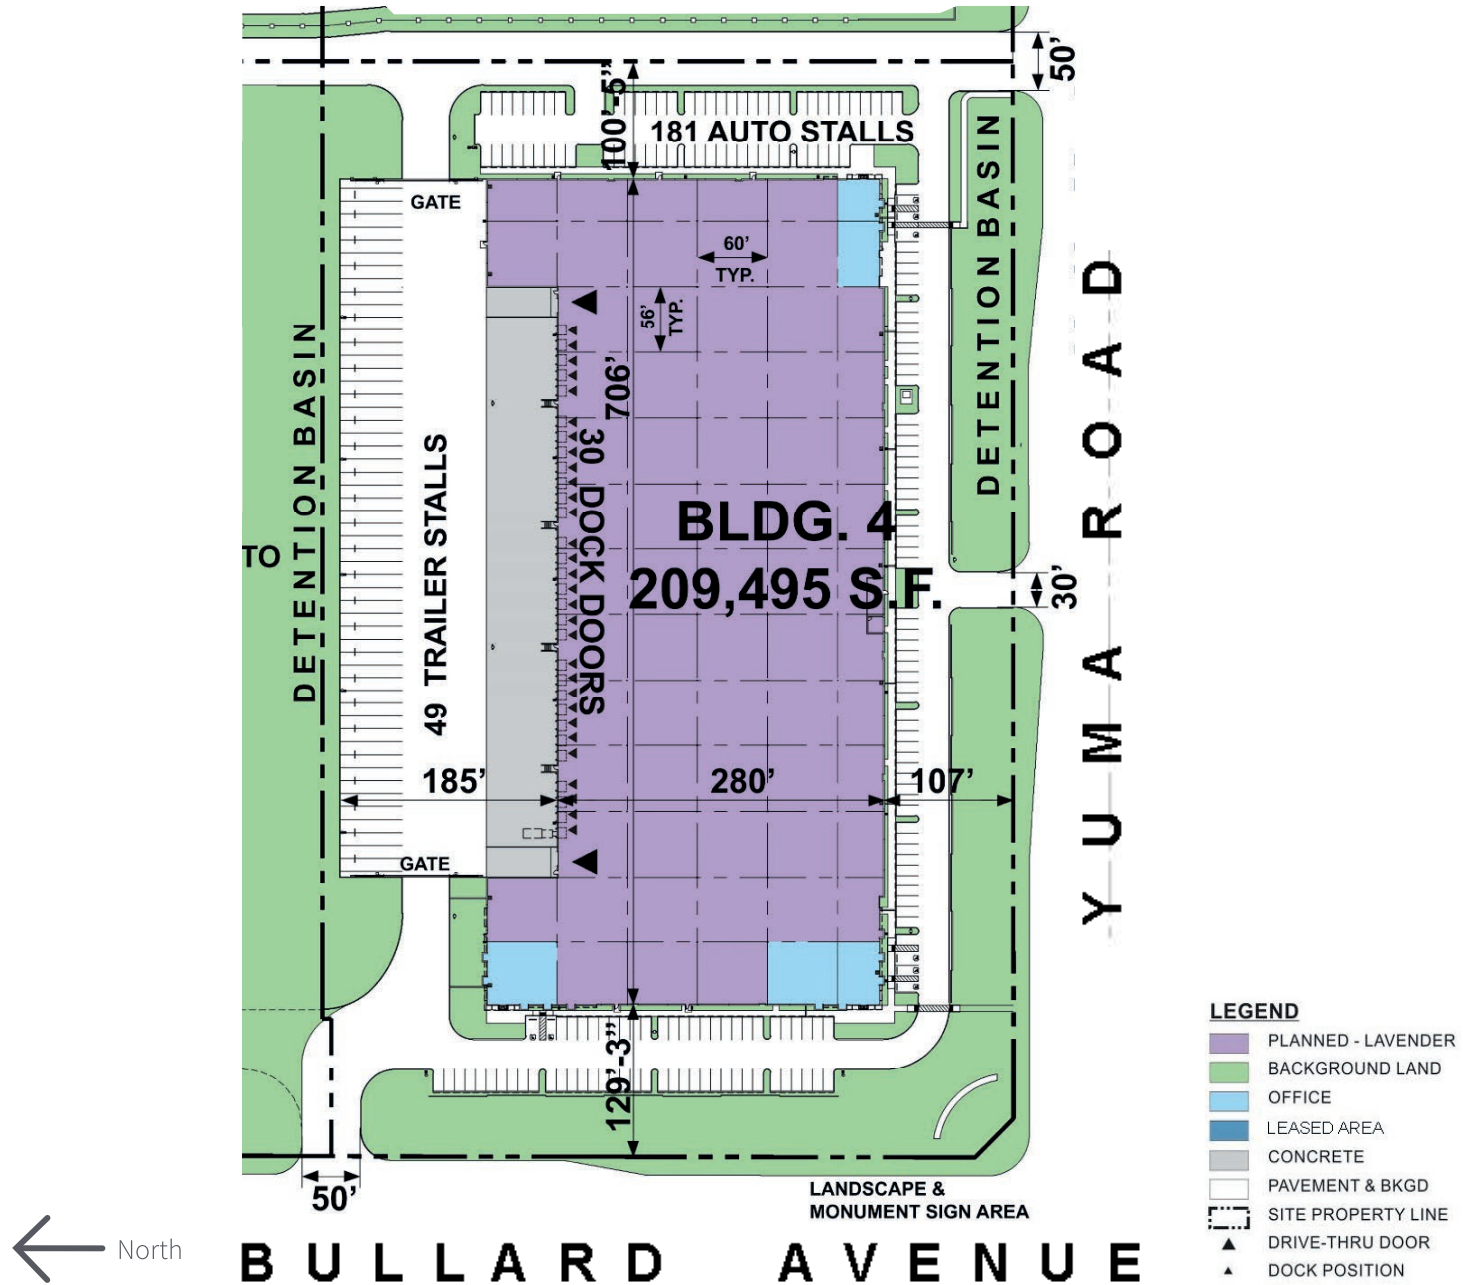 50’
100’-5”
181 AUTO STALLS
GATE
60’
TYP.
56’
TYP.
DETENTION BASIN
DETENTION BASIN
706’
30 DOCK DOORS
49 TRAILER STALLS
BLDG. 4
209,495 S.F.
TO
30’
YUMA ROAD
185’
280’
107’
GATE
129’-3”
50’
LANDSCAPE &
MONUMENT SIGN AREA
North
BULLARD AVENUE
LEGEND
PLANNED - LAVENDER
BACKGROUND LAND
OFFICE
LEASED AREA
CONCRETE
PAVEMENT & BKGD
SITE PROPERTY LINE
DRIVE-THRU DOOR
DOCK POSITION